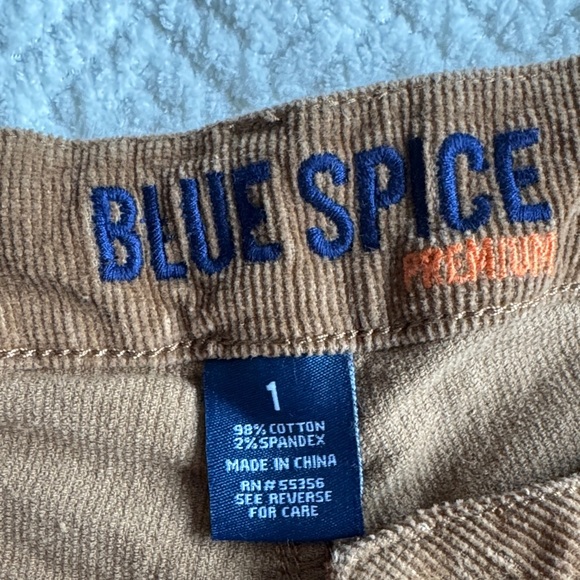 BLUE SPICE
PREMIUM
1
98% COTTON
2% SPANDEX
MADE IN CHINA
RN# 55356
SEE REVERSE
FOR CARE